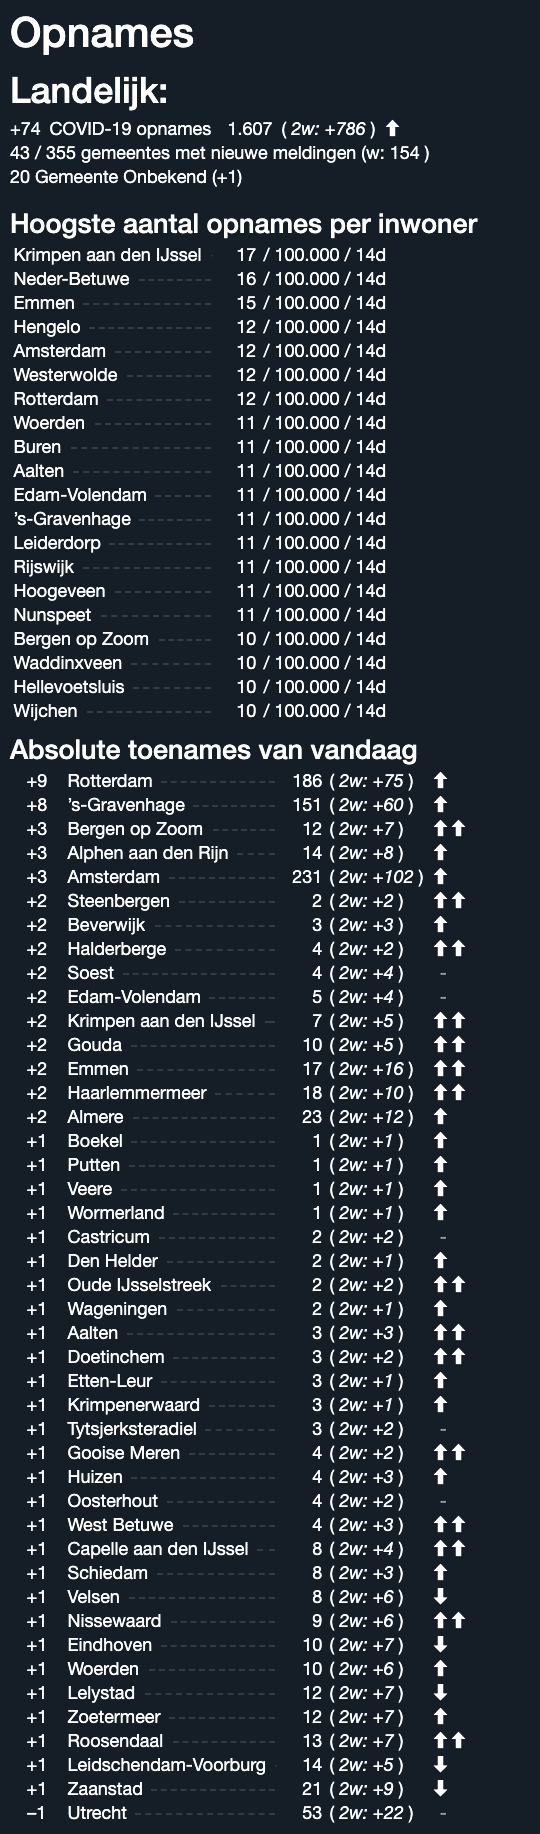 Opnames
Landelijk:
+74 COVID-19 opnames 1.607 ( 2w: +786 ) ⬆
43 / 355 gemeentes met nieuwe meldingen (w: 154 )
20 Gemeente Onbekend (+1)
Hoogste aantal opnames per inwoner
Krimpen aan den IJssel 17 / 100.000 / 14d
Neder-Betuwe 16 / 100.000 / 14d
Emmen 15 / 100.000 / 14d
Hengelo 12 / 100.000 / 14d
Amsterdam 12 / 100.000 / 14d
Westerwolde 12 / 100.000 / 14d
Rotterdam 12 / 100.000 / 14d
Woerden 11 / 100.000 / 14d
Buren 11 / 100.000 / 14d
Aalten 11 / 100.000 / 14d
Edam-Volendam 11 / 100.000 / 14d
's-Gravenhage 11 / 100.000 / 14d
Leiderdorp 11 / 100.000 / 14d
Rijswijk 11 / 100.000 / 14d
Hoogeveen 11 / 100.000 / 14d
Nunspeet 11 / 100.000 / 14d
Bergen op Zoom 10 / 100.000 / 14d
Waddinxveen 10 / 100.000 / 14d
Hellevoetsluis 10 / 100.000 / 14d
Wijchen 10 / 100.000 / 14d
Absolute toenames van vandaag
+9 Rotterdam 186 ( 2w: +75 ) ⬆
+8 's-Gravenhage 151 ( 2w: +60 ) ⬆
+3 Bergen op Zoom 12 ( 2w: +7 ) ⬆⬆
+3 Alphen aan den Rijn 14 ( 2w: +8 ) ⬆
+3 Amsterdam 231 ( 2w: +102 ) ⬆
+2 Steenbergen 2 ( 2w: +2 ) ⬆⬆
+2 Beverwijk 3 ( 2w: +3 ) ⬆
+2 Halderberge 4 ( 2w: +2 ) ⬆⬆
+2 Soest 4 ( 2w: +4 ) -
+2 Edam-Volendam 5 ( 2w: +4 ) -
+2 Krimpen aan den IJssel 7 ( 2w: +5 ) ⬆⬆
+2 Gouda 10 ( 2w: +5 ) ⬆⬆
+2 Emmen 17 ( 2w: +16 ) ⬆⬆
+2 Haarlemmermeer 18 ( 2w: +10 ) ⬆⬆
+2 Almere 23 ( 2w: +12 ) ⬆
+1 Boekel 1 ( 2w: +1 ) ⬆
+1 Putten 1 ( 2w: +1 ) ⬆
+1 Veere 1 ( 2w: +1 ) ⬆
+1 Wormerland 1 ( 2w: +1 ) ⬆
+1 Castricum 2 ( 2w: +2 ) -
+1 Den Helder 2 ( 2w: +1 ) ⬆
+1 Oude IJsselstreek 2 ( 2w: +2 ) ⬆⬆
+1 Wageningen 2 ( 2w: +1 ) ⬆
+1 Aalten 3 ( 2w: +3 ) ⬆⬆
+1 Doetinchem 3 ( 2w: +2 ) ⬆⬆
+1 Etten-Leur 3 ( 2w: +1 ) ⬆
+1 Krimpenerwaard 3 ( 2w: +1 ) ⬆
+1 Tytsjerksteradiel 3 ( 2w: +2 ) -
+1 Gooise Meren 4 ( 2w: +2 ) ⬆⬆
+1 Huizen 4 ( 2w: +3 ) ⬆
+1 Oosterhout 4 ( 2w: +2 ) -
+1 West Betuwe 4 ( 2w: +3 ) ⬆⬆
+1 Capelle aan den IJssel 8 ( 2w: +4 ) ⬆⬆
+1 Schiedam 8 ( 2w: +3 ) ⬆
+1 Velsen 8 ( 2w: +6 ) ⬇
+1 Nissewaard 9 ( 2w: +6 ) ⬆⬆
+1 Eindhoven 10 ( 2w: +7 ) ⬇
+1 Woerden 10 ( 2w: +6 ) ⬆
+1 Lelystad 12 ( 2w: +7 ) ⬇
+1 Zoetermeer 12 ( 2w: +7 ) ⬆
+1 Roosendaal 13 ( 2w: +7 ) ⬆⬆
+1 Leidschendam-Voorburg 14 ( 2w: +5 ) ⬇
+1 Zaanstad 21 ( 2w: +9 ) ⬇
−1 Utrecht 53 ( 2w: +22 ) -